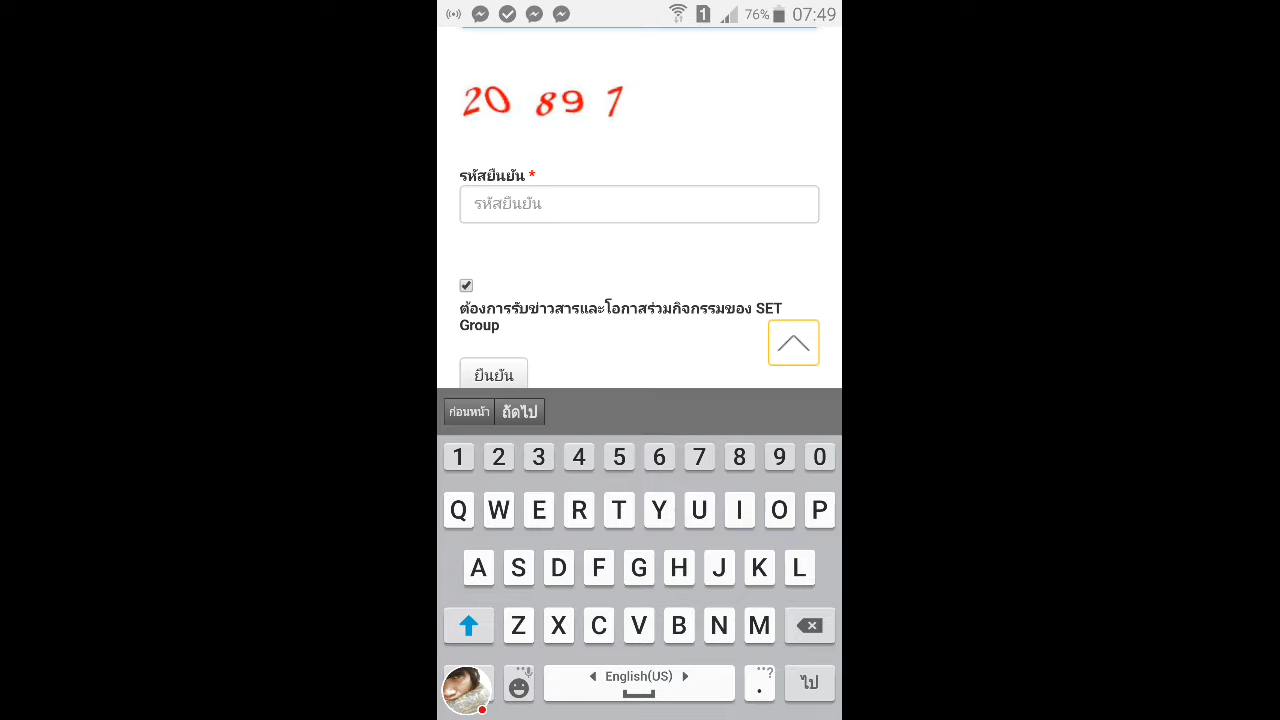 1 76% 07:49
20 89 7
รหัสยืนยัน *
รหัสยืนยัน
ต้องการรับข่าวสารและโอกาสร่วมกิจกรรมของ SET
Group
ยืนยัน
ก่อนหน้า ถัดไป
1 2 3 4 5 6 7 8 9 0
Q W E R T Y U I O P
A S D F G H J K L
Z X C V B N M
English(US) . ? ไป